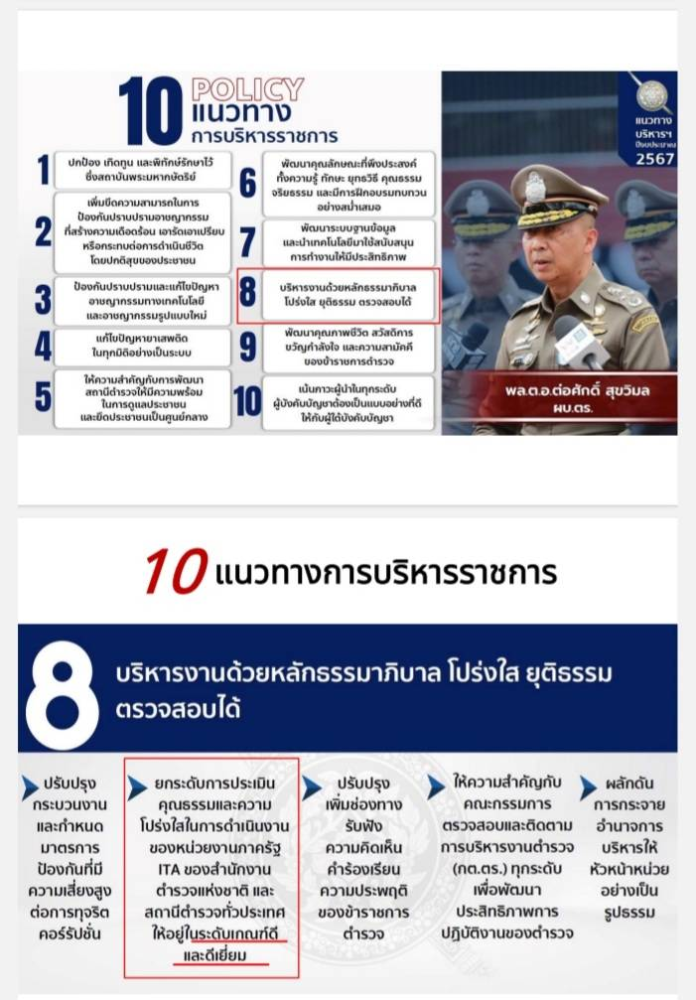 10
POLICY
แนวทาง
การบริหารราชการ
1
ปกป้อง เทิดทูน และพิทักษ์รักษาไว้
ซึ่งสถาบันพระมหากษัตริย์
2
เพิ่มขีดความสามารถในการ
ป้องกันปราบปรามอาชญากรรม
ที่สร้างความเดือดร้อน เอารัดเอาเปรียบ
หรือกระทบต่อการดำเนินชีวิต
โดยปกติสุขของประชาชน
3
ป้องกันปราบปรามและแก้ไขปัญหา
อาชญากรรมทางเทคโนโลยี
และอาชญากรรมรูปแบบใหม่
4
แก้ไขปัญหายาเสพติด
ในทุกมิติอย่างเป็นระบบ
5
ให้ความสำคัญกับการพัฒนา
สถานีตำรวจให้มีความพร้อม
ในการดูแลประชาชน
และยึดประชาชนเป็นศูนย์กลาง
6
พัฒนาคุณลักษณะที่พึงประสงค์
ทั้งความรู้ ทักษะ ยุทธวิธี คุณธรรม
จริยธรรม และมีการฝึกอบรมทบทวน
อย่างสม่ำเสมอ
7
พัฒนาระบบฐานข้อมูล
และนำเทคโนโลยีมาใช้สนับสนุน
การทำงานให้มีประสิทธิภาพ
8
บริหารงานด้วยหลักธรรมาภิบาล
โปร่งใส ยุติธรรม ตรวจสอบได้
9
พัฒนาคุณภาพชีวิต สวัสดิการ
ขวัญกำลังใจ และความสามัคคี
ของข้าราชการตำรวจ
10
เน้นภาวะผู้นำในทุกระดับ
ผู้บังคับบัญชาต้องเป็นแบบอย่างที่ดี
ให้กับผู้ใต้บังคับบัญชา
แนวทาง
บริหารฯ
ปีงบประมาณ
2567
พล.ต.อ.ต่อศักดิ์ สุขวิมล
ผบ.ตร.
10 แนวทางการบริหารราชการ
8
บริหารงานด้วยหลักธรรมาภิบาล โปร่งใส ยุติธรรม
ตรวจสอบได้
ปรับปรุง
กระบวนงาน
และกำหนด
มาตรการ
ป้องกันที่มี
ความเสี่ยงสูง
ต่อการทุจริต
คอร์รัปชั่น
ยกระดับการประเมิน
คุณธรรมและความ
โปร่งใสในการดำเนินงาน
ของหน่วยงานภาครัฐ
ITA ของสำนักงาน
ตำรวจแห่งชาติ และ
สถานีตำรวจทั่วประเทศ
ให้อยู่ในระดับเกณฑ์ดี
และดีเยี่ยม
ปรับปรุง
เพิ่มช่องทาง
รับฟัง
ความคิดเห็น
คำร้องเรียน
ความประพฤติ
ของข้าราชการ
ตำรวจ
ให้ความสำคัญกับ
คณะกรรมการ
ตรวจสอบและติดตาม
การบริหารงานตำรวจ
(กต.ตร.) ทุกระดับ
เพื่อพัฒนา
ประสิทธิภาพการ
ปฏิบัติงานของตำรวจ
ผลักดัน
การกระจาย
อำนาจการ
บริหารให้
หัวหน้าหน่วย
อย่างเป็น
รูปธรรม